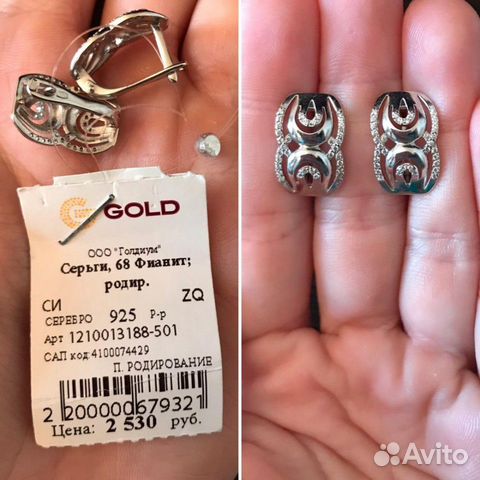 GOLD
ООО "Голдиум"
Серьги, 68 Фианит;
родир.
СИ ZQ
СЕРЕБРО 925 Р-р
Арт 1210013188-501
САП код 4100074429
П. РОДИРОВАНИЕ
2 200000 679321
Цена: 2 530 руб.
Avito